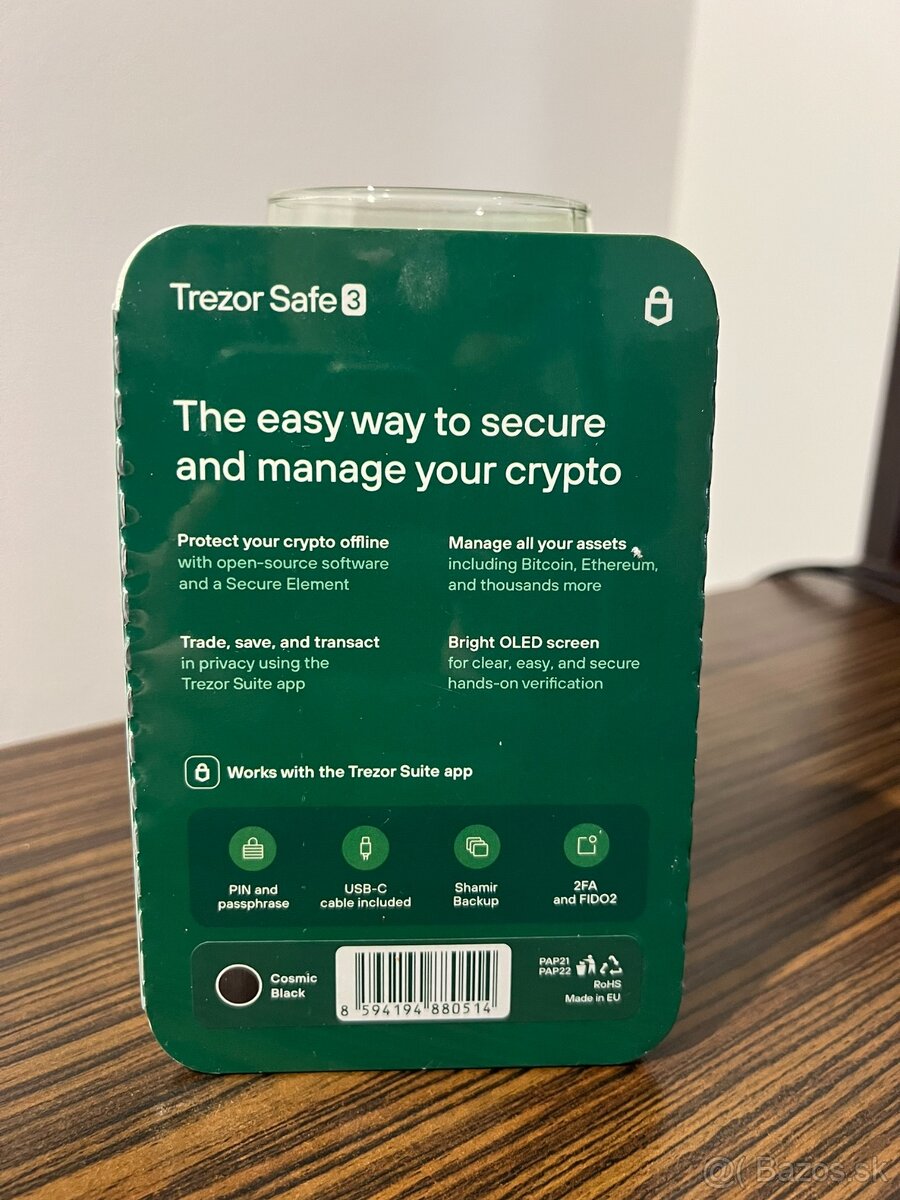 Trezor Safe 3
The easy way to secure
and manage your crypto
Protect your crypto offline
with open-source software
and a Secure Element
Manage all your assets
including Bitcoin, Ethereum,
and thousands more
Trade, save, and transact
in privacy using the
Trezor Suite app
Bright OLED screen
for clear, easy, and secure
hands-on verification
Works with the Trezor Suite app
PIN and
passphrase
USB-C
cable included
Shamir
Backup
2FA
and FIDO2
Cosmic
Black
8 594194 880514
PAP21
PAP22
RoHS
Made in EU
@( Bazos.sk